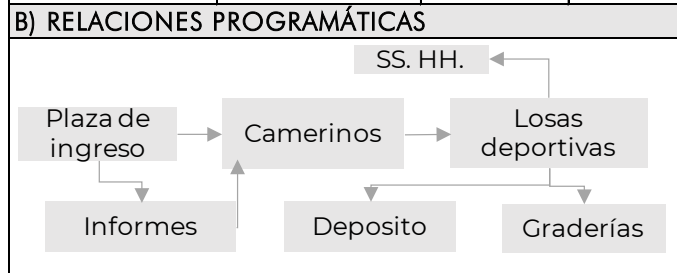 B) RELACIONES PROGRAMÁTICAS
SS. HH.
Plaza de
ingreso
Camerinos
Losas
deportivas
Informes
Deposito
Graderías